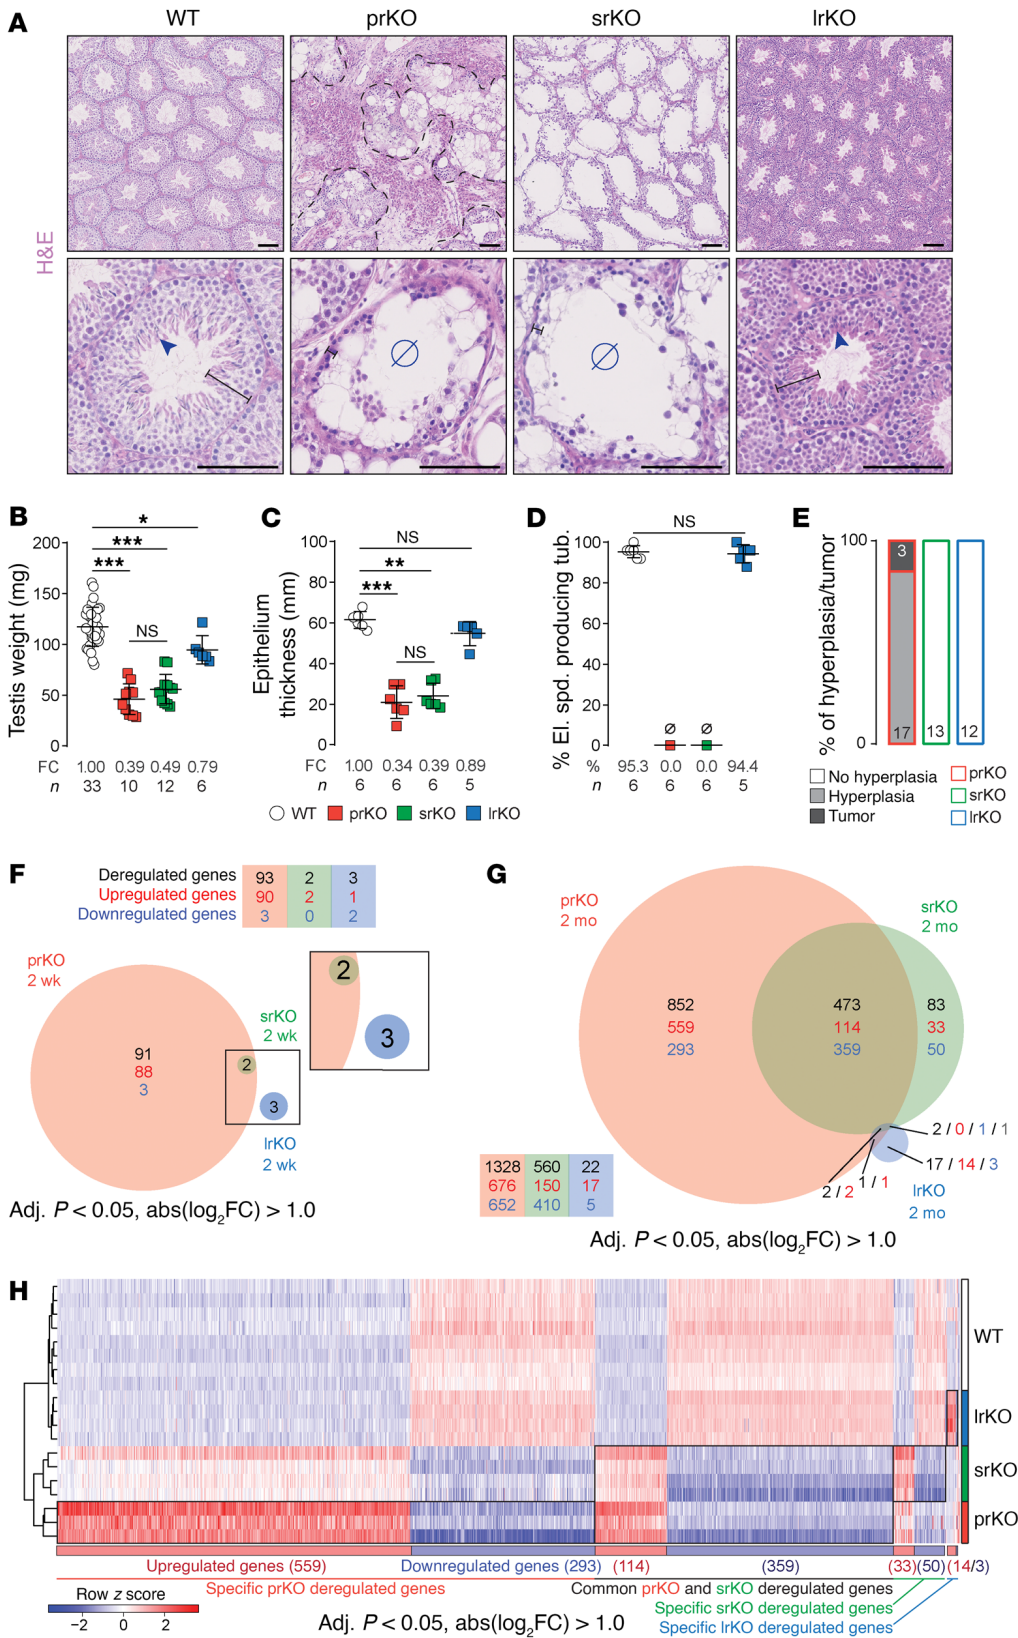 A
WT
prKO
srKO
lrKO
H&E
B
Testis weight (mg)
200
150
100
50
0
*
***
***
NS
FC 1.00 0.39 0.49 0.79
n 33 10 12 6
C
Epithelium
thickness (mm)
100
80
60
40
20
0
NS
**
***
NS
FC 1.00 0.34 0.39 0.89
n 6 6 6 5
D
% El. spd. producing tub.
100
80
60
40
20
0
NS
Ø Ø
% 95.3 0.0 0.0 94.4
n 6 6 6 5
WT prKO srKO lrKO
E
% of hyperplasia/tumor
100
0
3
17 13 12
No hyperplasia
Hyperplasia
Tumor
prKO
srKO
lrKO
F
Deregulated genes 93 2 3
Upregulated genes 90 2 1
Downregulated genes 3 0 2
prKO
2 wk
91
88
3
srKO
2 wk
2
3
lrKO
2 wk
2
3
Adj. P < 0.05, abs(log2FC) > 1.0
G
prKO
2 mo
srKO
2 mo
852 473 83
559 114 33
293 359 50
2 / 0 / 1 / 1
17 / 14 / 3
1 / 1
2 / 2
lrKO
2 mo
1328 560 22
676 150 17
652 410 5
Adj. P < 0.05, abs(log2FC) > 1.0
H
WT
lrKO
srKO
prKO
Upregulated genes (559) Downregulated genes (293) (114) (359) (33) (50) (14/3)
Specific prKO deregulated genes
Common prKO and srKO deregulated genes
Specific srKO deregulated genes
Specific lrKO deregulated genes
Row z score
−2 0 2
Adj. P < 0.05, abs(log2FC) > 1.0